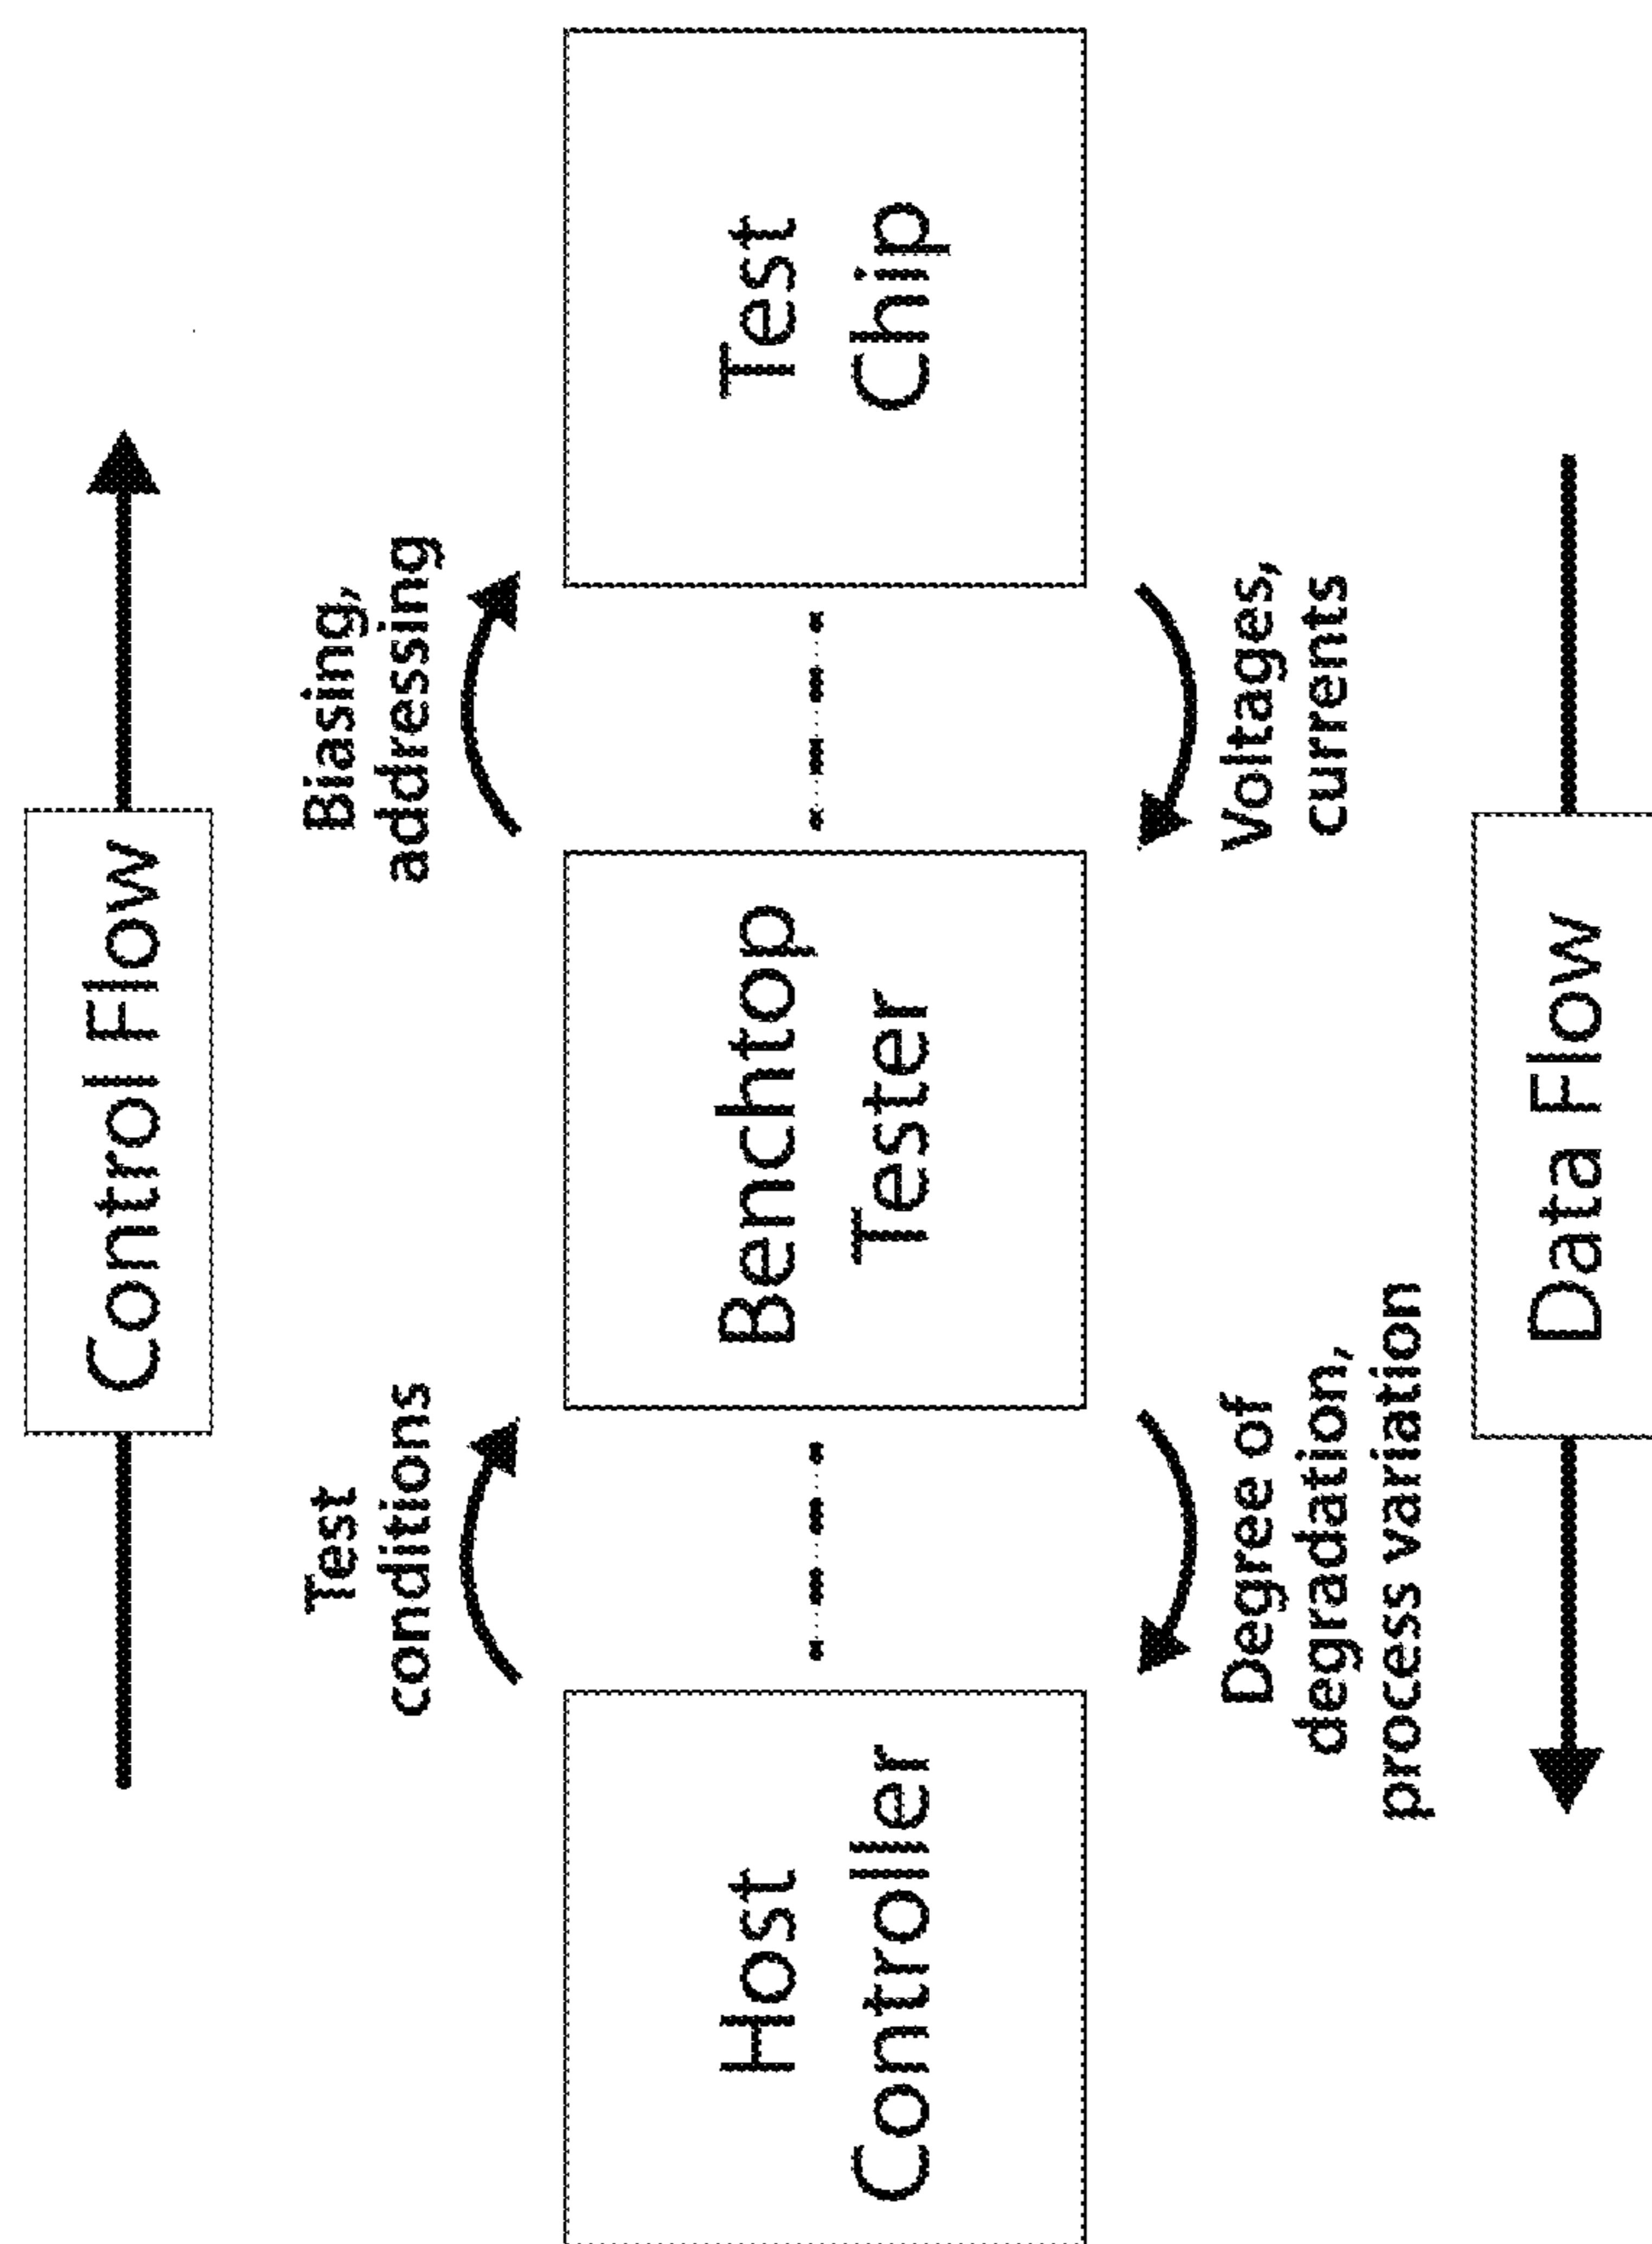 Control Flow
Test
conditions
Biasing,
addressing
Host
Controller
Benchtop
Tester
Test
Chip
Degree of
degradation,
process variation
Voltages,
currents
Data Flow